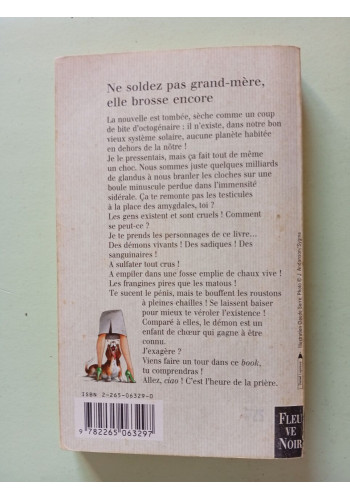 Ne soldez pas grand-mère,
elle brosse encore
La nouvelle est tombée, sèche comme un coup
de bite d'octogénaire : il n'existe, dans notre bon
vieux système solaire, aucune planète habitée
en dehors de la nôtre !
Je le pressentais, mais ça fait tout de même
un choc. Nous sommes juste quelques milliards
de glandus à nous branler les cloches sur une
boule minuscule perdue dans l'immensité
sidérale. Ça te remonte pas les testicules
à la place des amygdales, toi ?
Les gens existent et sont cruels ! Comment
se peut-ce ?
Je te prends les personnages de ce livre...
Des démons vivants ! Des sadiques ! Des
sanguinaires !
A sulfater tout crus !
A empiler dans une fosse emplie de chaux vive !
Les frangines pires que les matous !
Te sucent le pénis, mais te bouffent les roustons
à pleines chailles ! Se laissent baiser
pour mieux te véroler l'existence !
Comparé à elles, le démon est un
enfant de chœur qui gagne à être
connu.
J'exagère ?
Viens faire un tour dans ce book,
tu comprendras !
Allez, ciao ! C'est l'heure de la prière.
ISBN 2-265-06329-0
9 782265 063297
FLEU
VE
NOIR